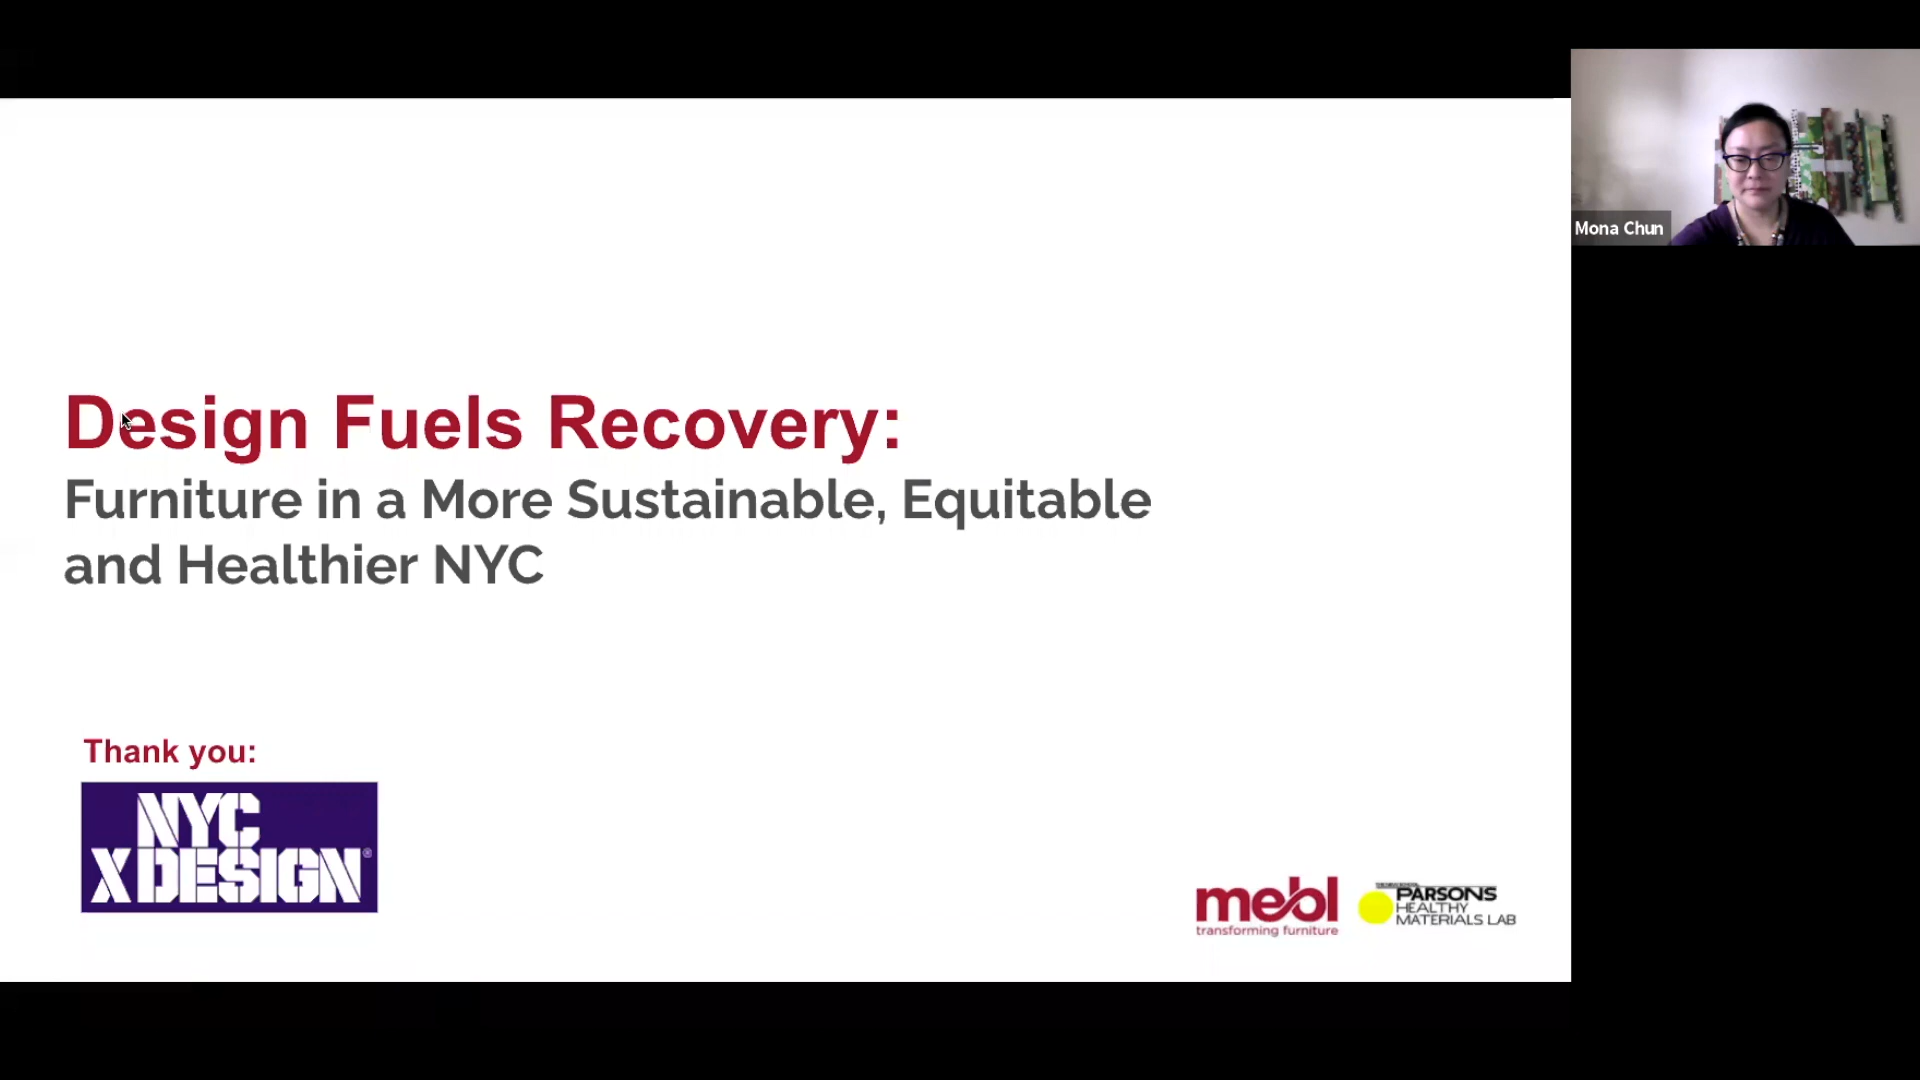 Design Fuels Recovery:
Furniture in a More Sustainable, Equitable
and Healthier NYC
Thank you:
NYC
X DESIGN®
mebl
transforming furniture
PARSONS
HEALTHY
MATERIALS LAB
Mona Chun